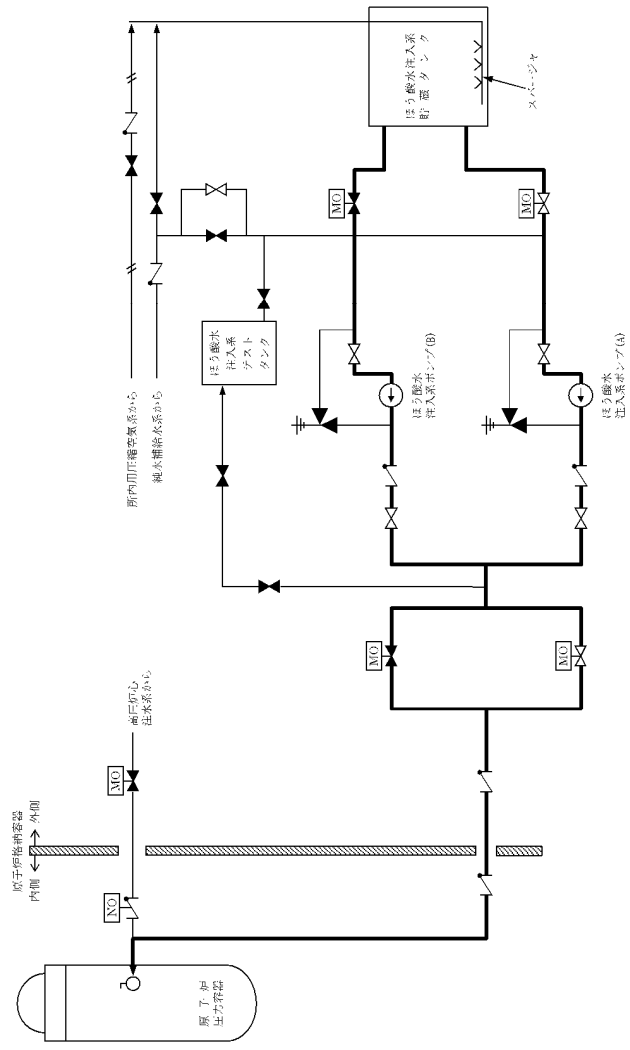 原子炉格納容器
内側
外側
原子炉
圧力容器
NO
MO
高圧炉心
注水系から
所内用圧縮空気系から
純水補給水系から
ほう酸水
注入系
テスト
タンク
MO
MO
ほう酸水
注入系ポンプ(B)
ほう酸水
注入系ポンプ(A)
MO
MO
ほう酸水注入系
貯蔵タンク
スパージャ